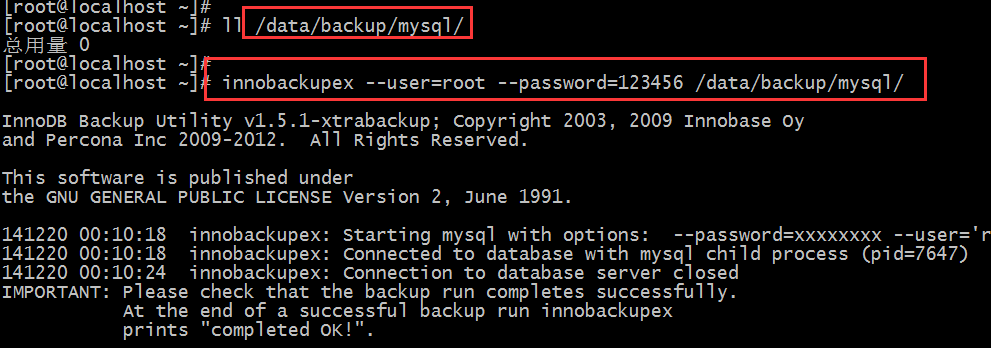 [root@localhost ~]#
[root@localhost ~]# ll /data/backup/mysql/
总用量 0
[root@localhost ~]#
[root@localhost ~]# innobackupex --user=root --password=123456 /data/backup/mysql/
InnoDB Backup Utility v1.5.1-xtrabackup; Copyright 2003, 2009 Innobase Oy
and Percona Inc 2009-2012.  All Rights Reserved.
This software is published under
the GNU GENERAL PUBLIC LICENSE Version 2, June 1991.
141220 00:10:18  innobackupex: Starting mysql with options:  --password=xxxxxxxx --user='r
141220 00:10:18  innobackupex: Connected to database with mysql child process (pid=7647)
141220 00:10:24  innobackupex: Connection to database server closed
IMPORTANT: Please check that the backup run completes successfully.
           At the end of a successful backup run innobackupex
           prints "completed OK!".